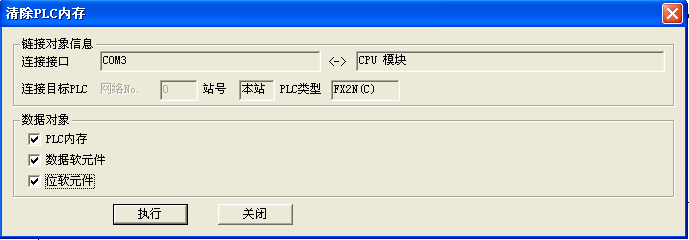 清除PLC内存
链接对象信息
连接接口 COM3 <-> CPU 模块
连接目标PLC 网络No. 0 站号 本站 PLC类型 FX2N(C)
数据对象
PLC内存
数据软元件
位软元件
执行 关闭